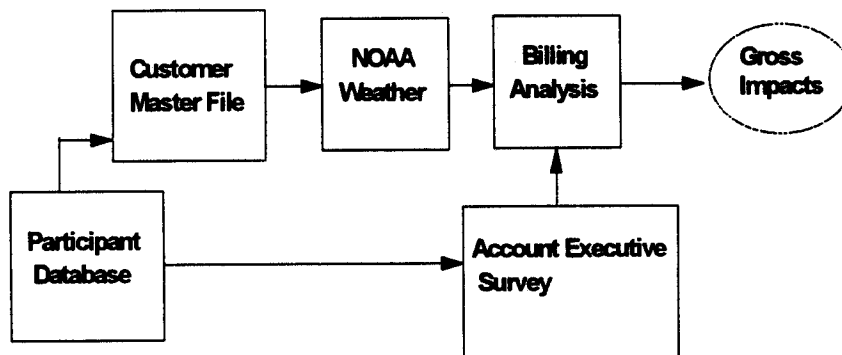 Customer
Master File
NOAA
Weather
Billing
Analysis
Gross
Impacts
Participant
Database
Account Executive
Survey